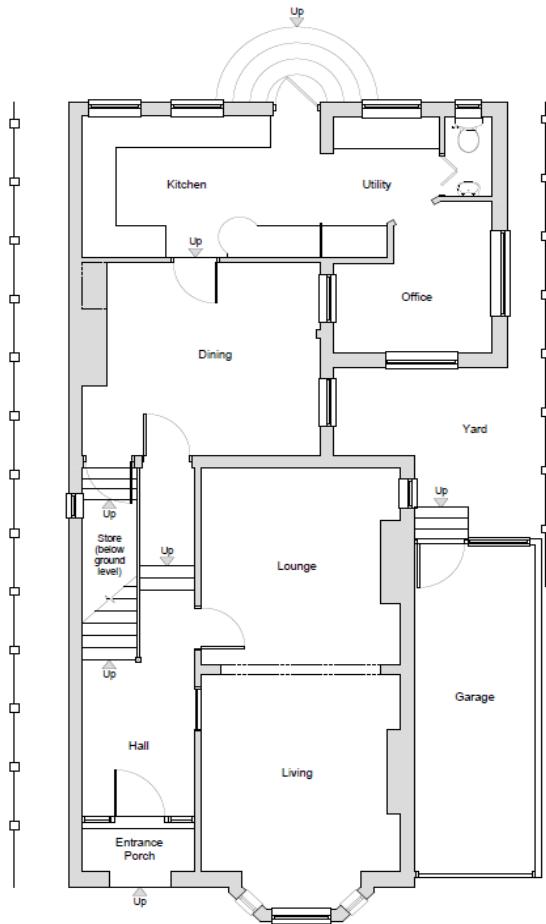 Up
Kitchen
Utility
Up
Office
Dining
Yard
Up
Up
Store
(below
ground
level)
Up
Lounge
Up
Garage
Hall
Living
Entrance
Porch
Up